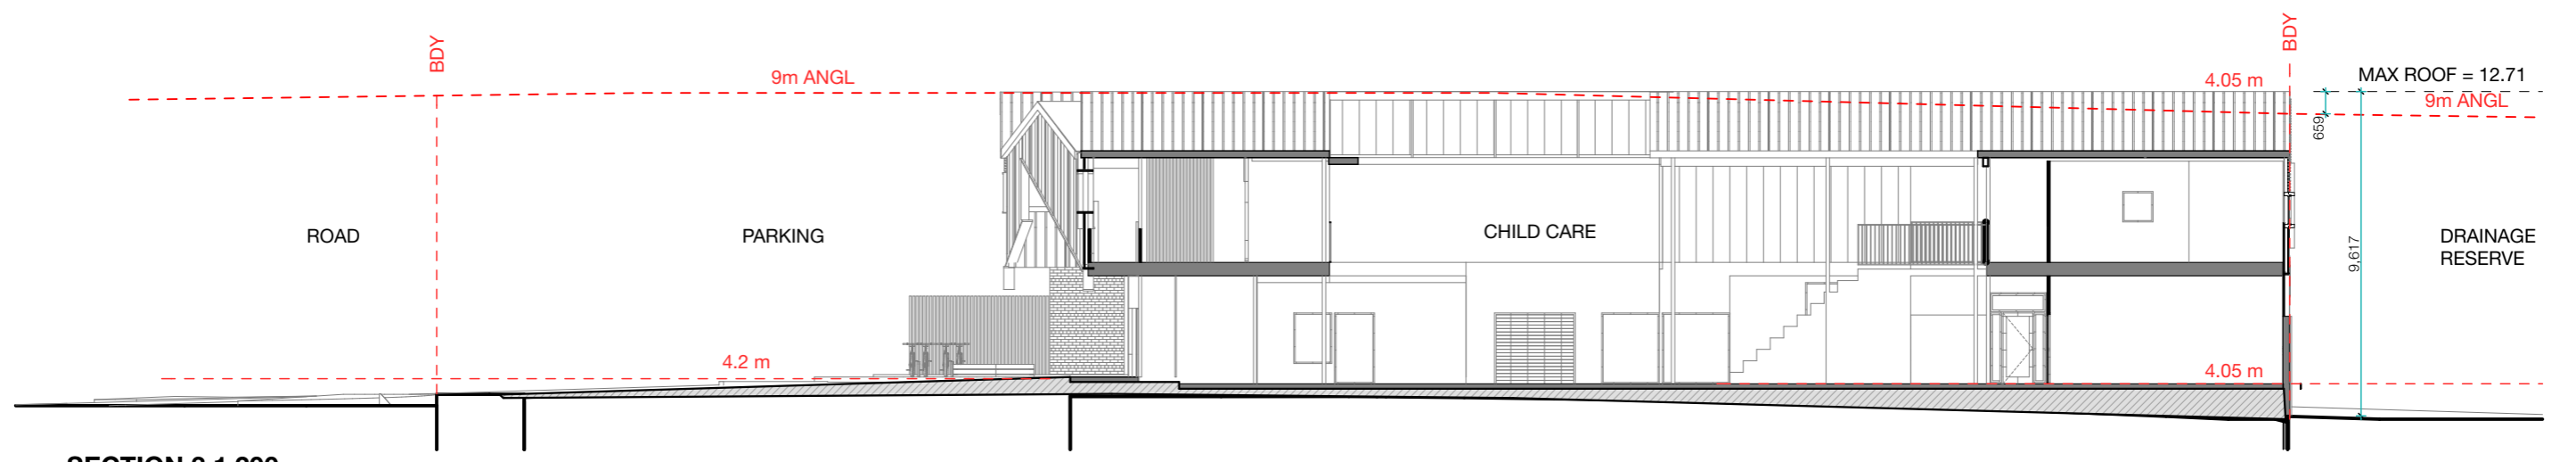 BDY
BDY
9m ANGL
4.05 m
MAX ROOF = 12.71
9m ANGL
659
ROAD
PARKING
CHILD CARE
9,617
DRAINAGE
RESERVE
4.2 m
4.05 m
SECTION